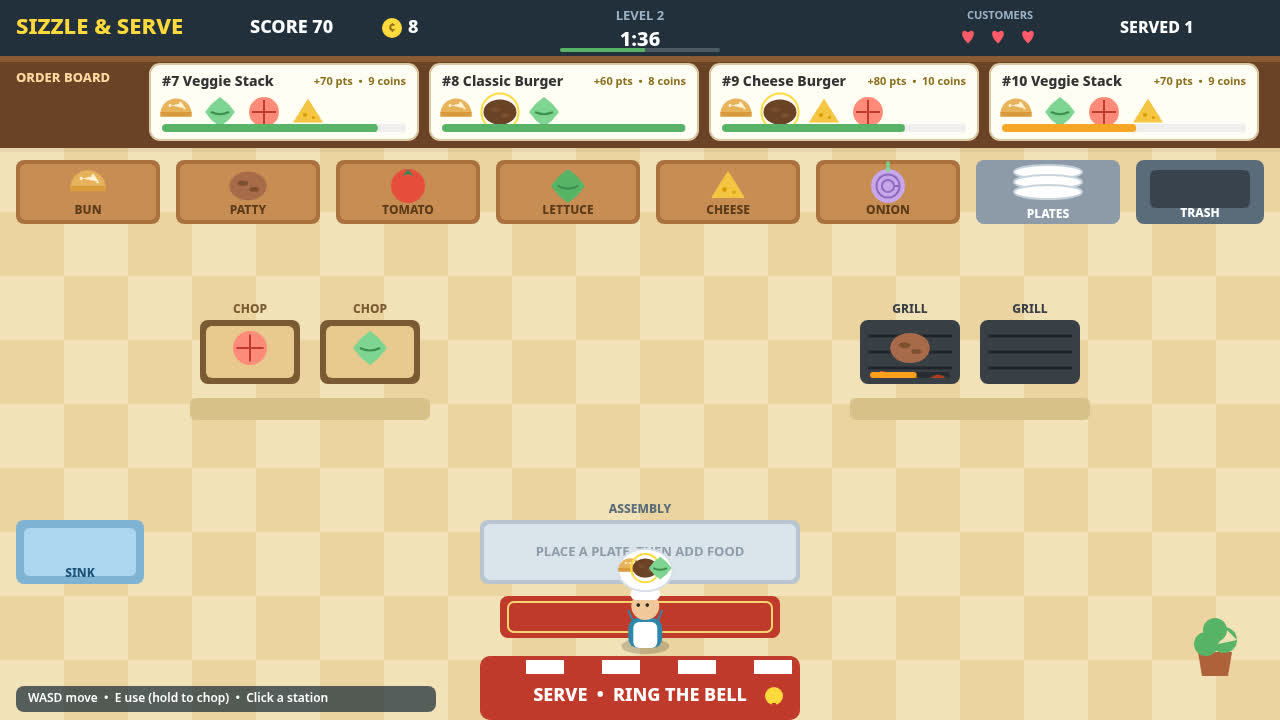 SIZZLE & SERVE
SCORE 70
¢ 8
LEVEL 2
1:36
CUSTOMERS
SERVED 1
ORDER BOARD
#7 Veggie Stack +70 pts • 9 coins
#8 Classic Burger +60 pts • 8 coins
#9 Cheese Burger +80 pts • 10 coins
#10 Veggie Stack +70 pts • 9 coins
BUN
PATTY
TOMATO
LETTUCE
CHEESE
ONION
PLATES
TRASH
CHOP
CHOP
GRILL
GRILL
ASSEMBLY
PLACE A PLATE, THEN ADD FOOD
SINK
SERVE • RING THE BELL
WASD move • E use (hold to chop) • Click a station